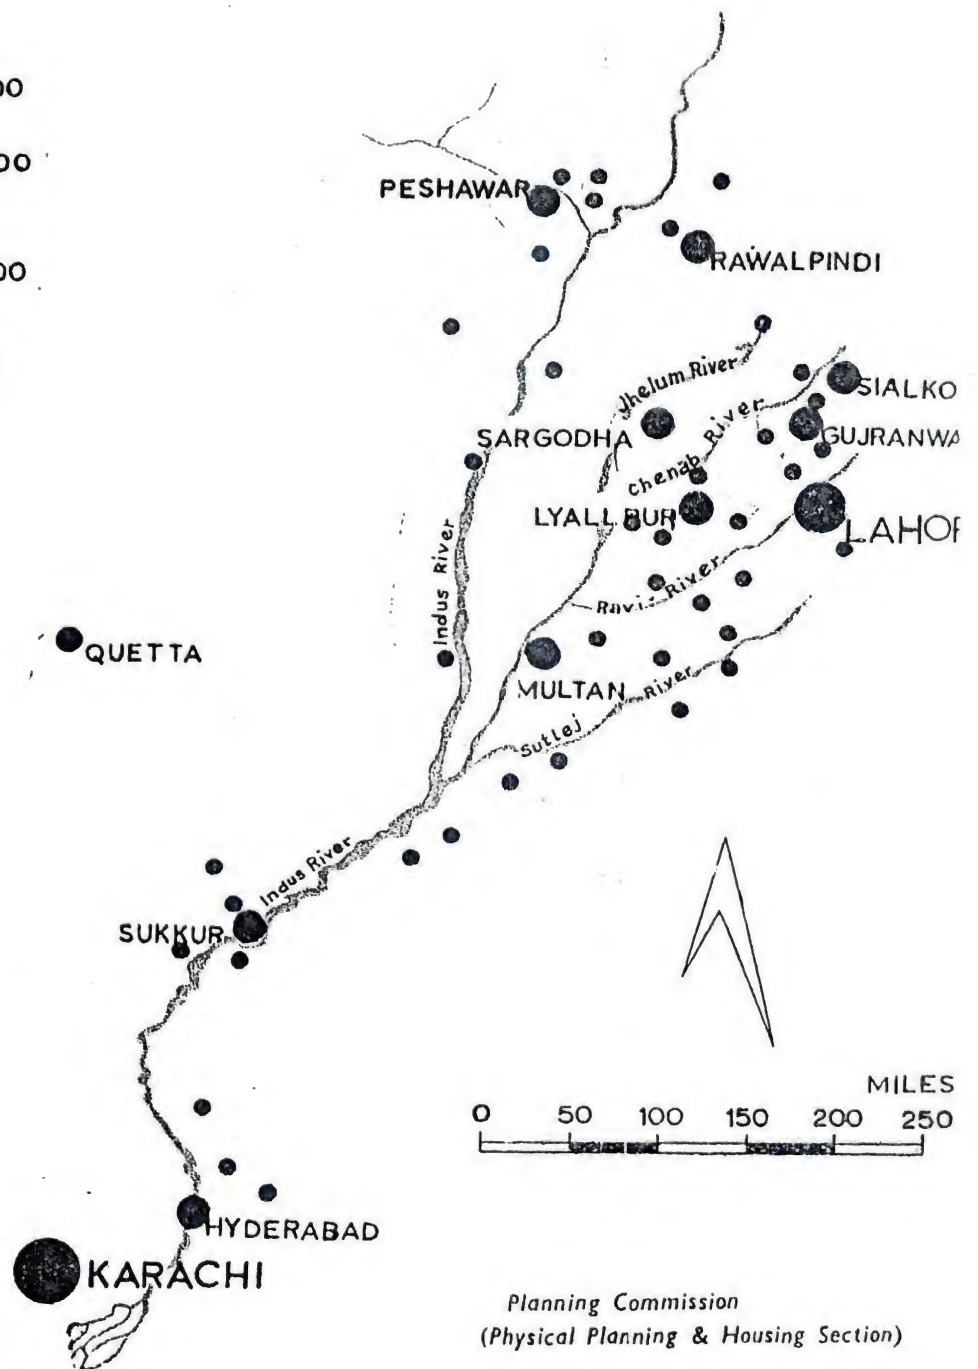 00
00
00
PESHAWAR
RAWALPINDI
Jhelum River
SIALKO
SARGODHA
Chenab River
GUJRANWA
LYALLPUR
LAHOR
Indus River
Ravi River
QUETTA
MULTAN
Sutlej River
Indus River
SUKKUR
MILES
0 50 100 150 200 250
HYDERABAD
KARACHI
Planning Commission
(Physical Planning & Housing Section)